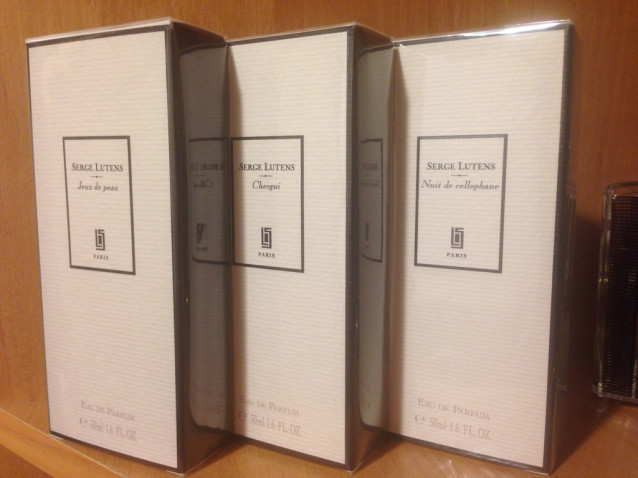 SERGE LUTENS
Jeux de peau
PARIS
EAU DE PARFUM
℮ 50ml 1.6 FL.OZ.
SERGE LUTENS
Chergui
PARIS
EAU DE PARFUM
℮ 50ml 1.6 FL.OZ.
SERGE LUTENS
Nuit de cellophane
PARIS
EAU DE PARFUM
℮ 50ml 1.6 FL.OZ.